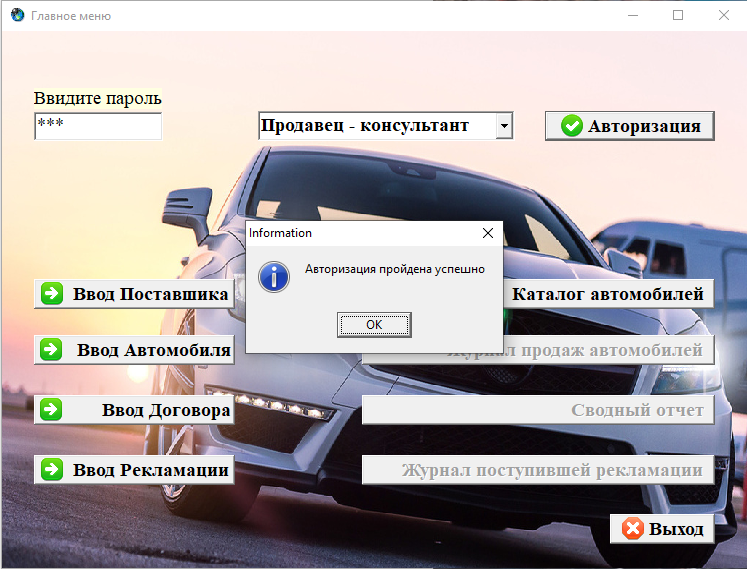 Главное меню
Ввидите пароль
***
Продавец - консультант
Авторизация
Information
Авторизация пройдена успешно
OK
Ввод Поставшика
Каталог автомобилей
Ввод Автомобиля
Журнал продаж автомобилей
Ввод Договора
Сводный отчет
Ввод Рекламации
Журнал поступившей рекламации
Выход